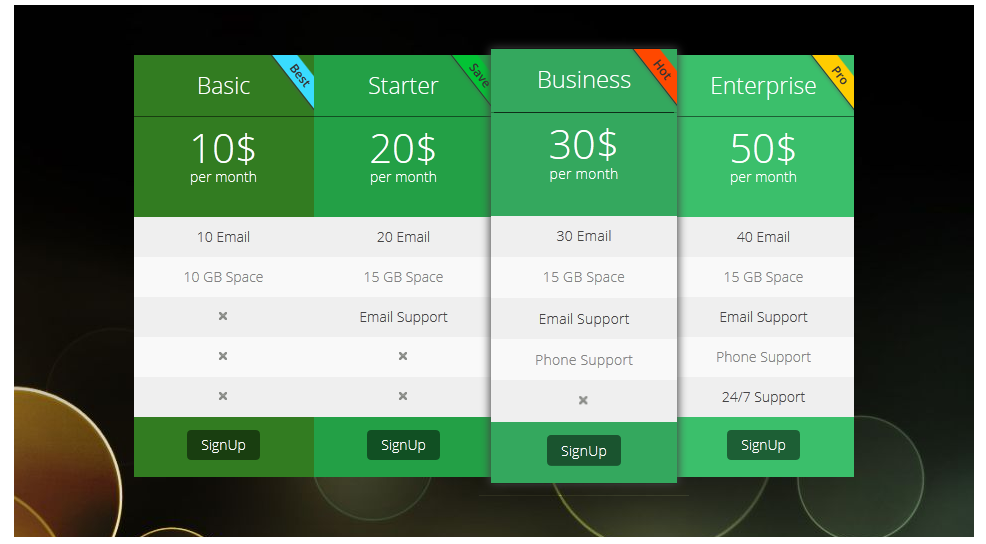 Basic
Best
10$
per month
10 Email
10 GB Space
SignUp
Starter
Save
20$
per month
20 Email
15 GB Space
Email Support
SignUp
Business
Hot
30$
per month
30 Email
15 GB Space
Email Support
Phone Support
SignUp
Enterprise
Pro
50$
per month
40 Email
15 GB Space
Email Support
Phone Support
24/7 Support
SignUp